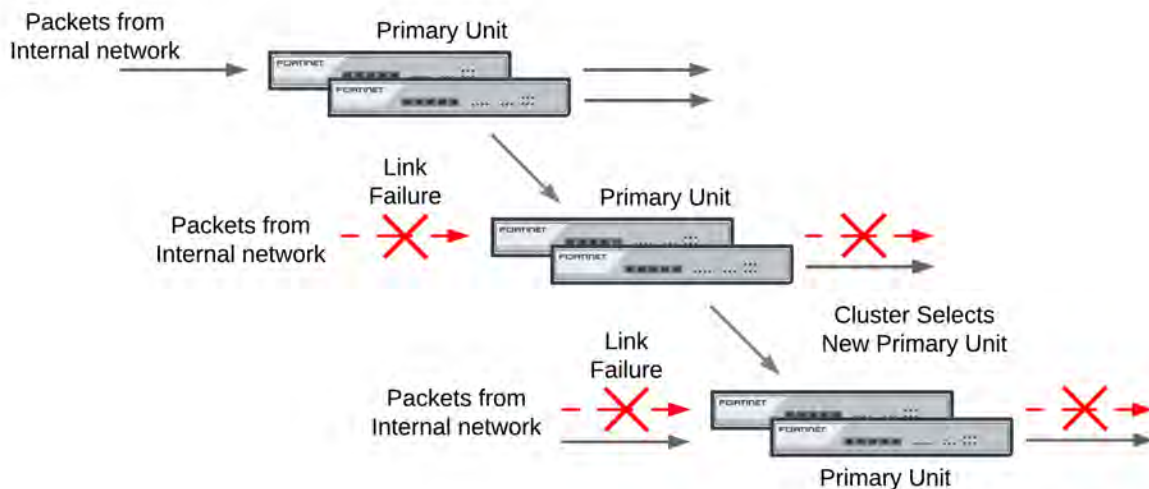 Packets from
Internal network
Primary Unit
FORTINET
FORTINET
Link
Failure
Packets from
Internal network
Primary Unit
FORTINET
FORTINET
Cluster Selects
New Primary Unit
Link
Failure
Packets from
Internal network
FORTINET
FORTINET
Primary Unit